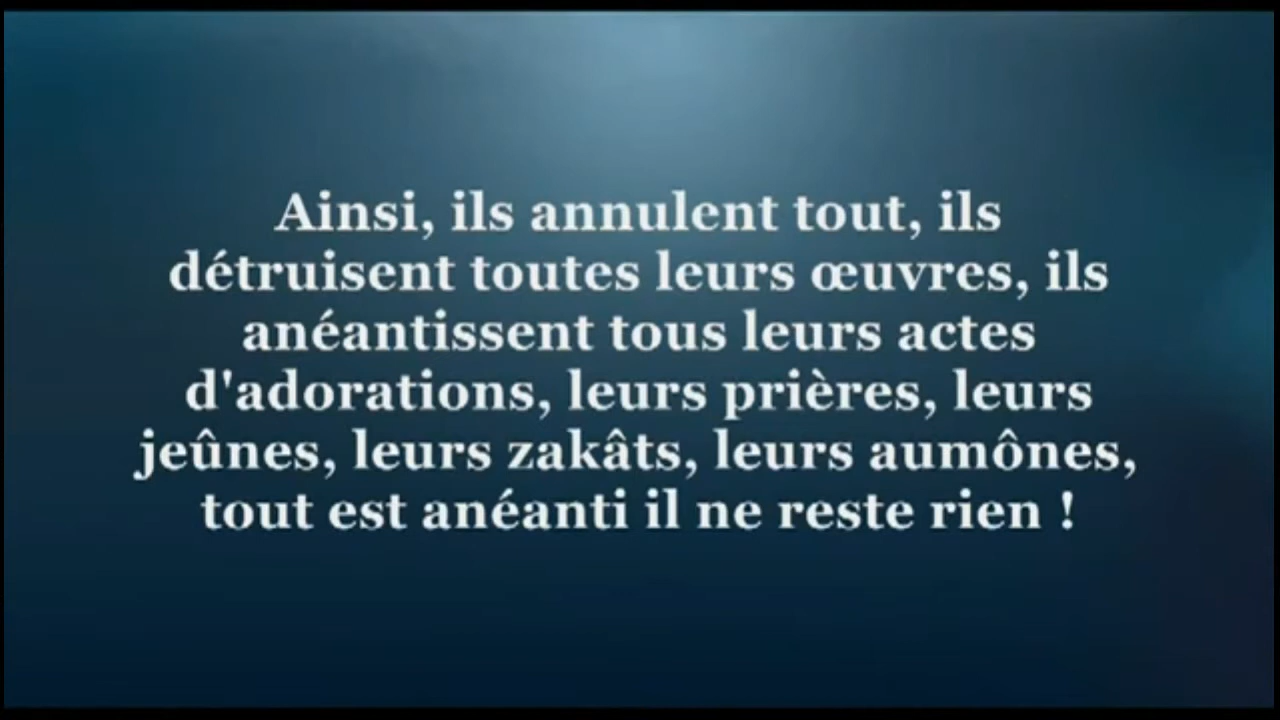 Ainsi, ils annulent tout, ils
détruisent toutes leurs œuvres, ils
anéantissent tous leurs actes
d'adorations, leurs prières, leurs
jeûnes, leurs zakâts, leurs aumônes,
tout est anéanti il ne reste rien !